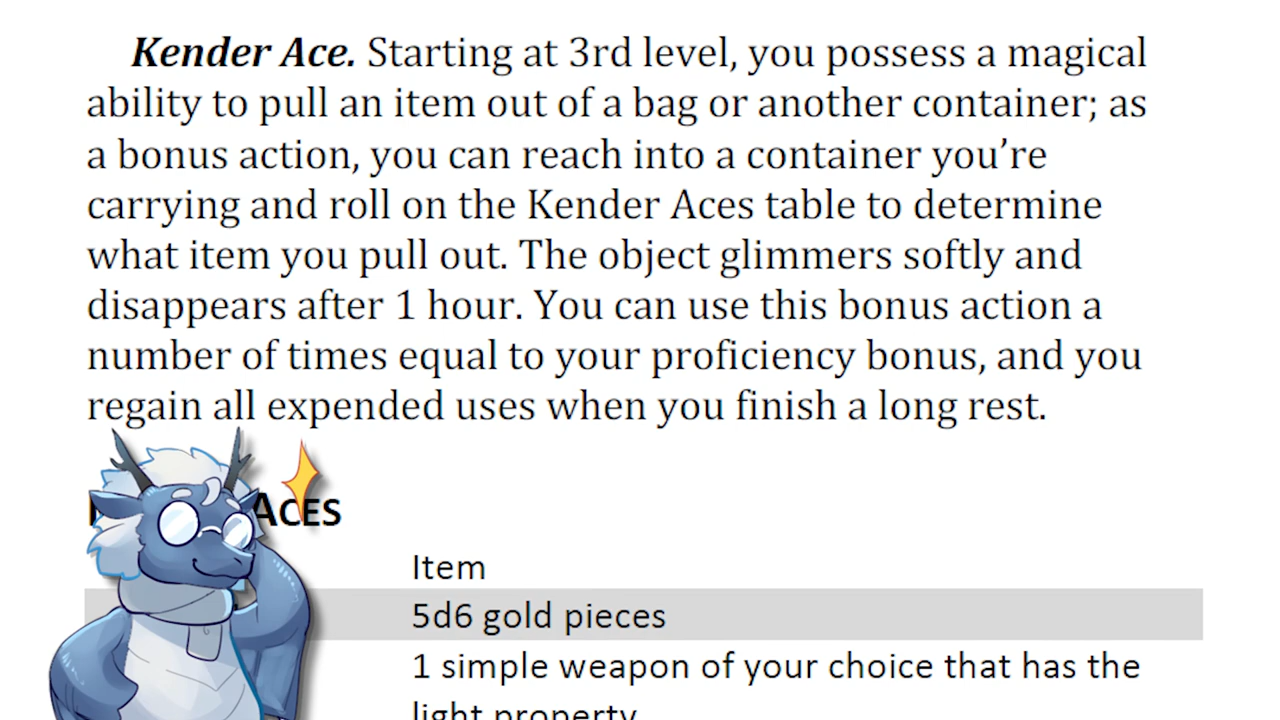 Kender Ace. Starting at 3rd level, you possess a magical
ability to pull an item out of a bag or another container; as
a bonus action, you can reach into a container you’re
carrying and roll on the Kender Aces table to determine
what item you pull out. The object glimmers softly and
disappears after 1 hour. You can use this bonus action a
number of times equal to your proficiency bonus, and you
regain all expended uses when you finish a long rest.
ACES
Item
5d6 gold pieces
1 simple weapon of your choice that has the
light property